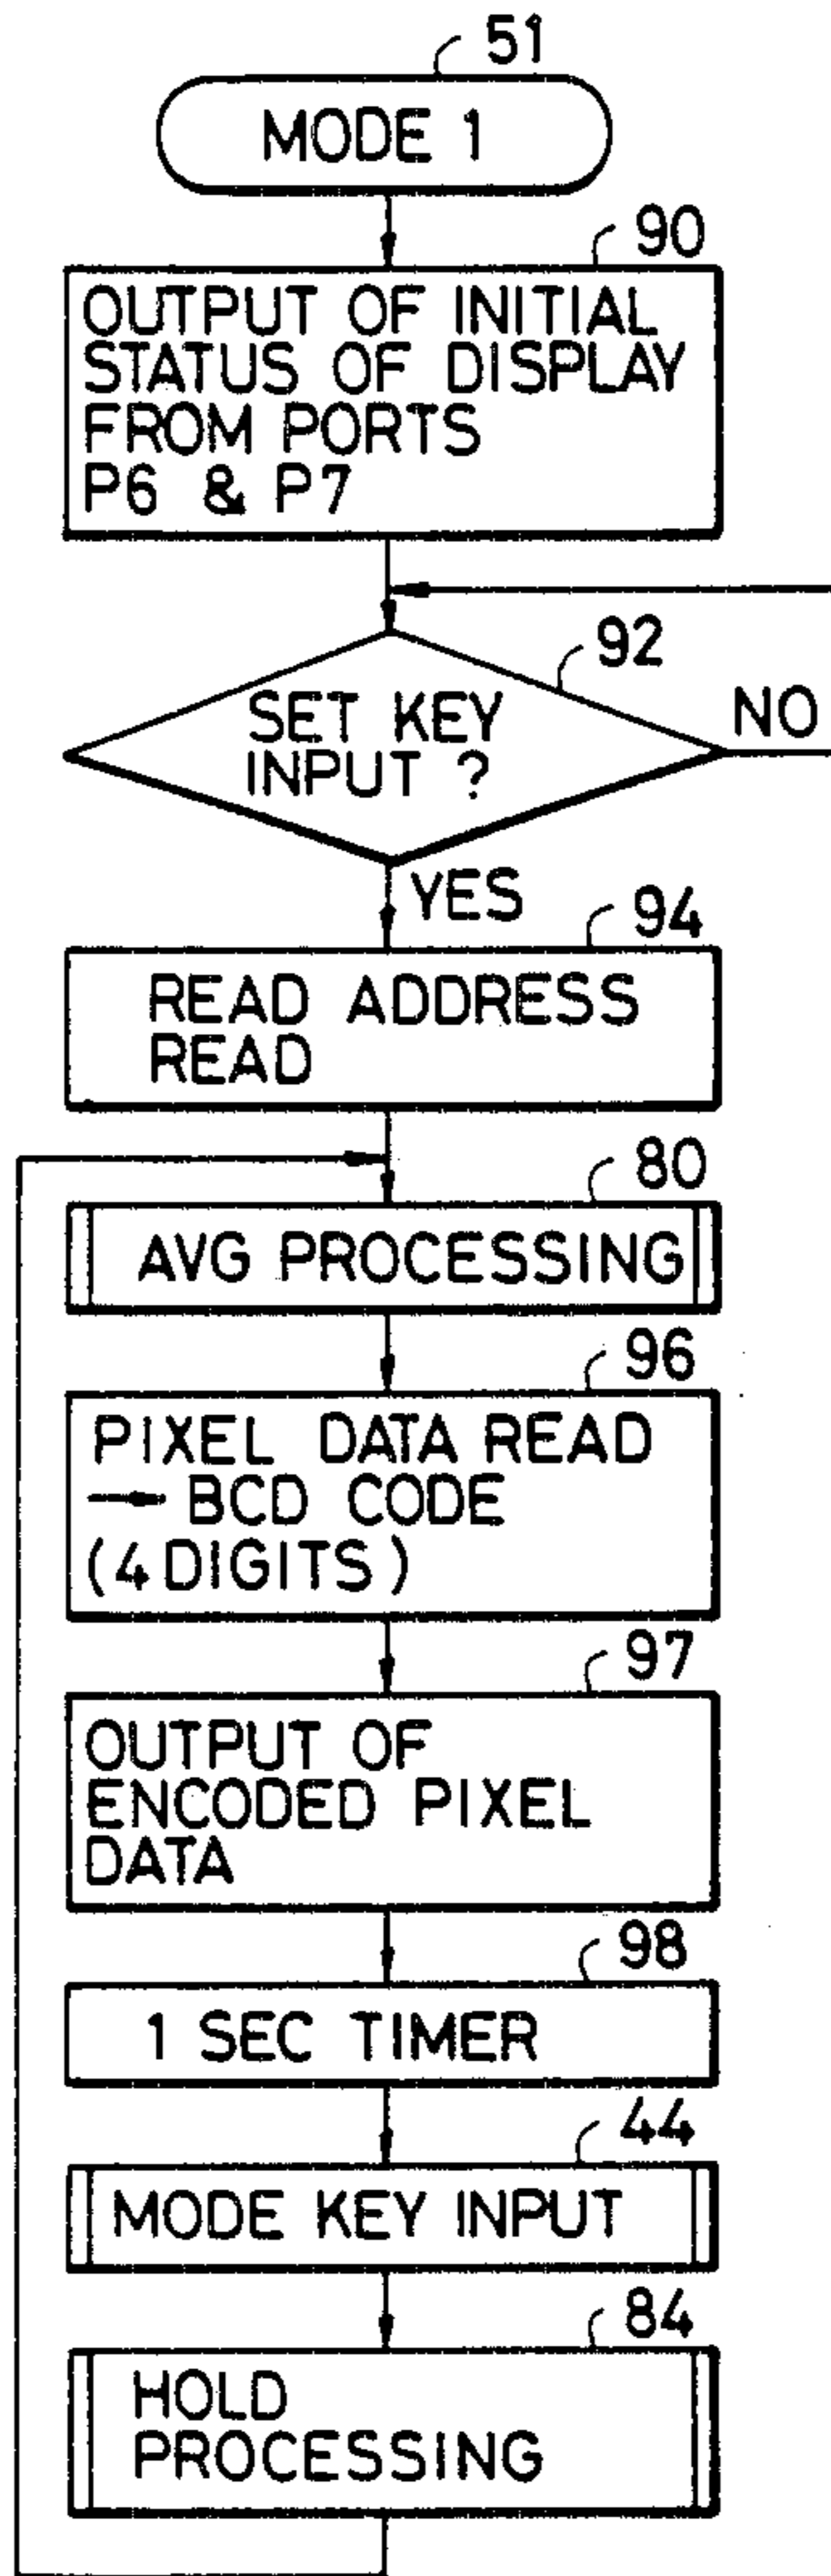 51
MODE 1
90
OUTPUT OF INITIAL
STATUS OF DISPLAY
FROM PORTS
P6 & P7
92
SET KEY
INPUT ?
NO
YES
94
READ ADDRESS
READ
80
AVG PROCESSING
96
PIXEL DATA READ
→ BCD CODE
(4 DIGITS)
97
OUTPUT OF
ENCODED PIXEL
DATA
98
1 SEC TIMER
44
MODE KEY INPUT
84
HOLD
PROCESSING